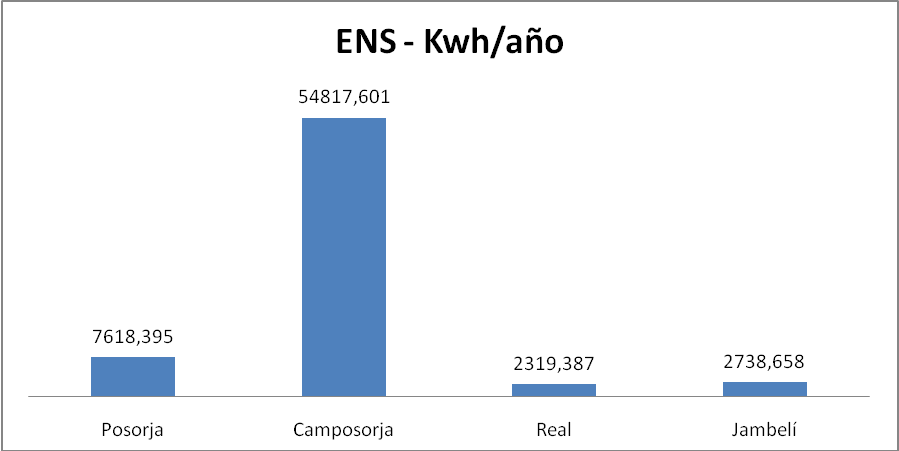 ENS - Kwh/año
54817,601
7618,395
2319,387
2738,658
Posorja
Camposorja
Real
Jambelí